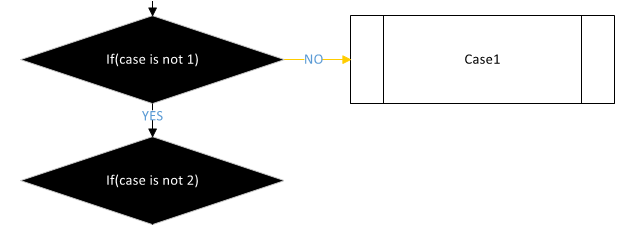 If(case is not 1)
NO
Case1
YES
If(case is not 2)